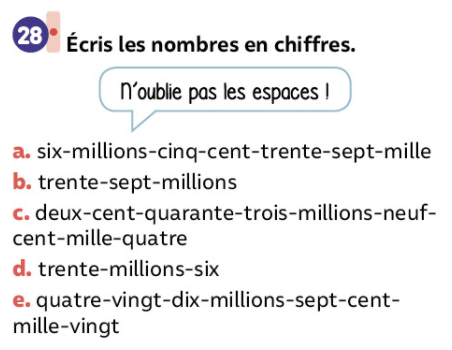 28 Écris les nombres en chiffres.
N'oublie pas les espaces !
a. six-millions-cinq-cent-trente-sept-mille
b. trente-sept-millions
c. deux-cent-quarante-trois-millions-neuf-
cent-mille-quatre
d. trente-millions-six
e. quatre-vingt-dix-millions-sept-cent-
mille-vingt